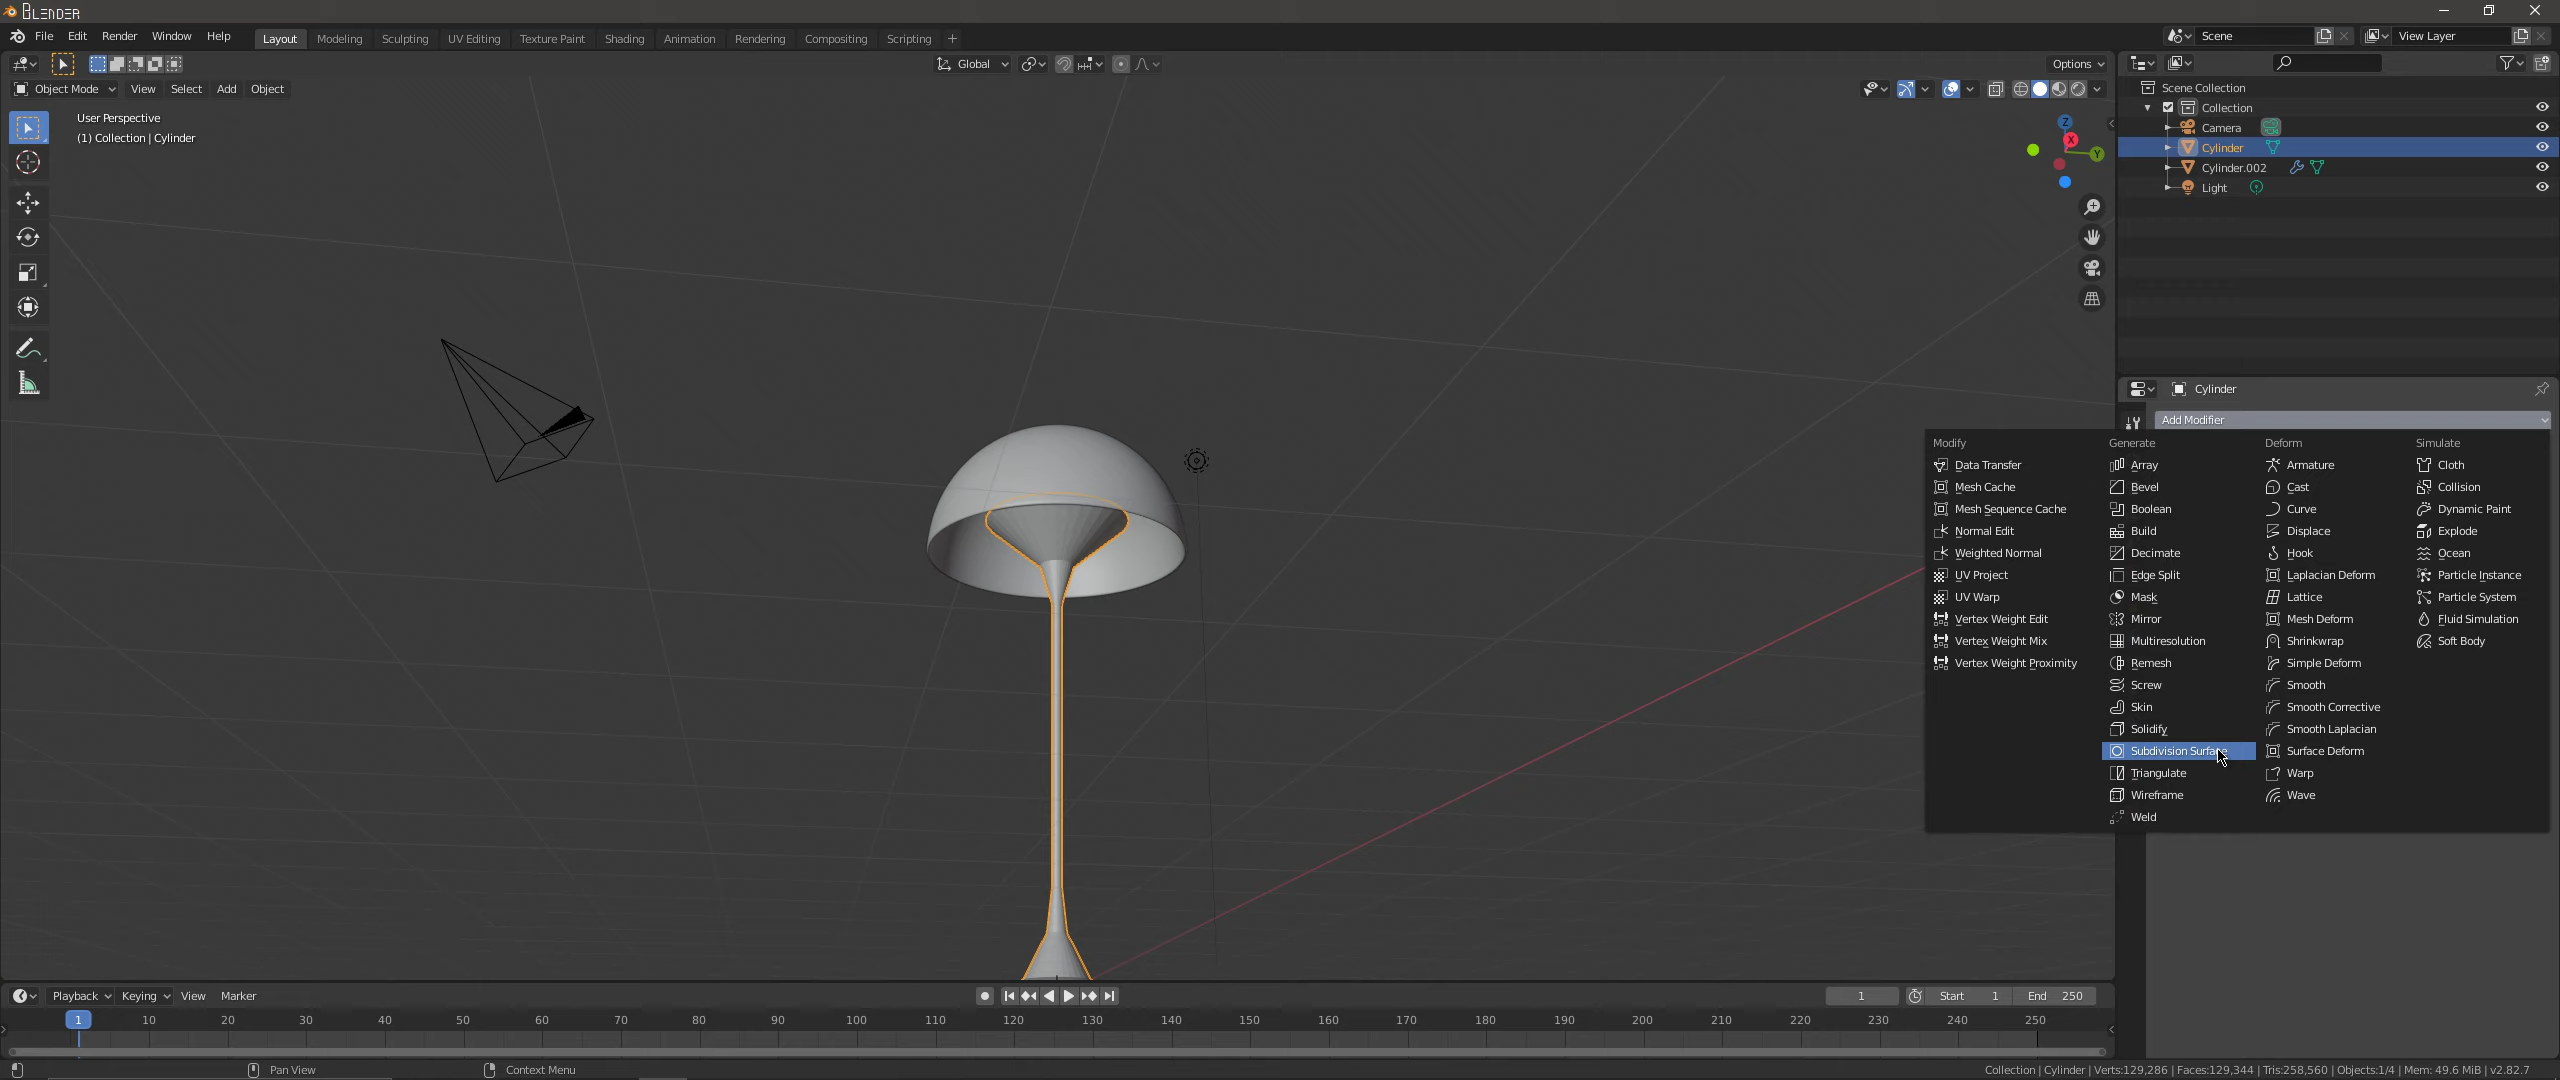 BLENDER
File Edit Render Window Help Layout Modeling Sculpting UV Editing Texture Paint Shading Animation Rendering Compositing Scripting + Scene View Layer
Global Options
Object Mode View Select Add Object
User Perspective
(1) Collection | Cylinder
Z
X
Y
Scene Collection
Collection
Camera
Cylinder
Cylinder.002
Light
Cylinder
Add Modifier
Modify Generate Deform Simulate
Data Transfer Array Armature Cloth
Mesh Cache Bevel Cast Collision
Mesh Sequence Cache Boolean Curve Dynamic Paint
Normal Edit Build Displace Explode
Weighted Normal Decimate Hook Ocean
UV Project Edge Split Laplacian Deform Particle Instance
UV Warp Mask Lattice Particle System
Vertex Weight Edit Mirror Mesh Deform Fluid Simulation
Vertex Weight Mix Multiresolution Shrinkwrap Soft Body
Vertex Weight Proximity Remesh Simple Deform
Screw Smooth
Skin Smooth Corrective
Solidify Smooth Laplacian
Subdivision Surface Surface Deform
Triangulate Warp
Wireframe Wave
Weld
Playback Keying View Marker 1 Start 1 End 250
1 10 20 30 40 50 60 70 80 90 100 110 120 130 140 150 160 170 180 190 200 210 220 230 240 250
Pan View Context Menu Collection | Cylinder | Verts:129,286 | Faces:129,344 | Tris:258,560 | Objects:1/4 | Mem: 49.6 MiB | v2.82.7